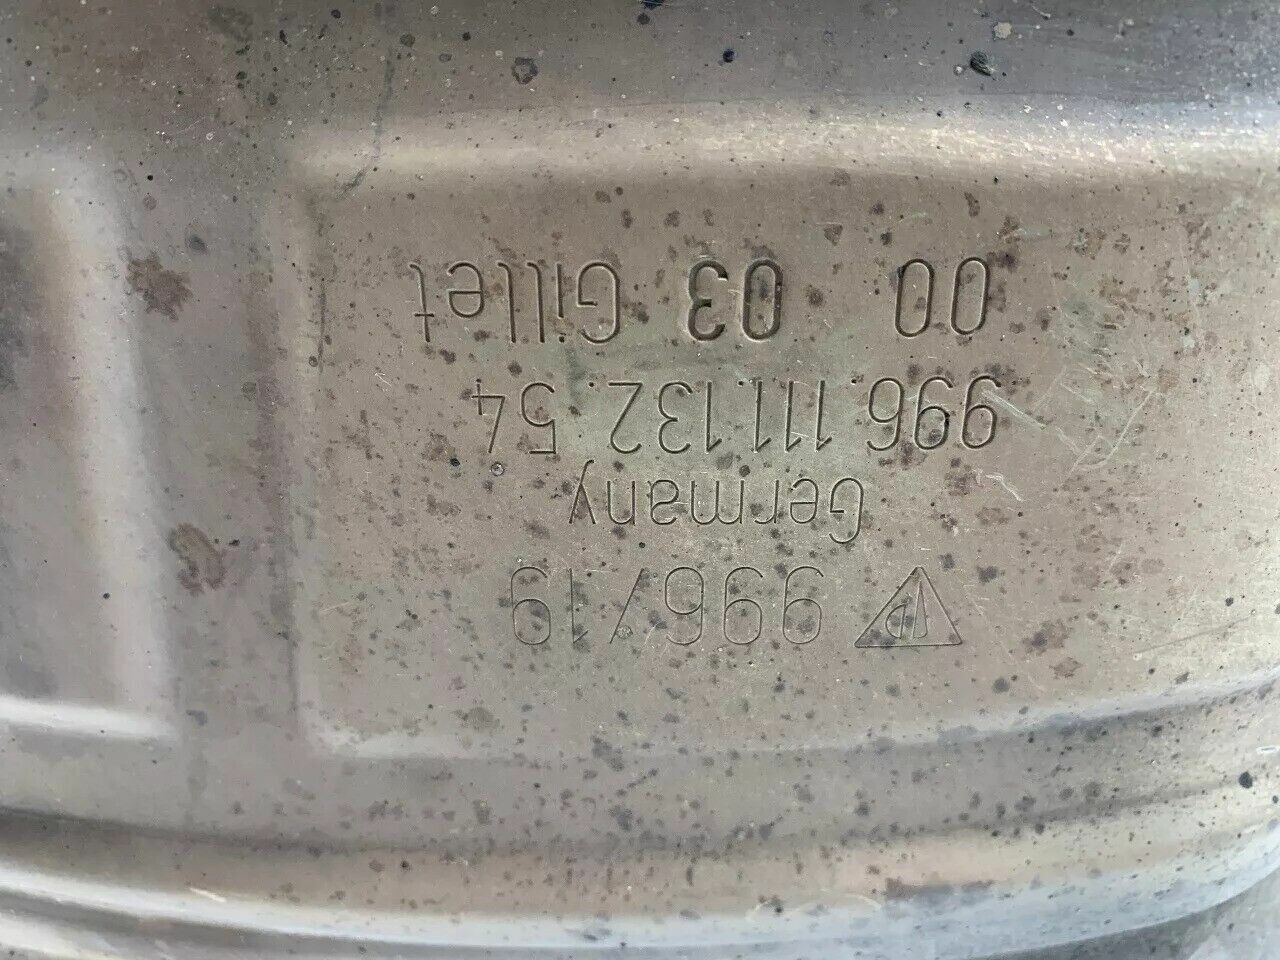 996/19
Germany
996 111.132.54
00 03 Gillet